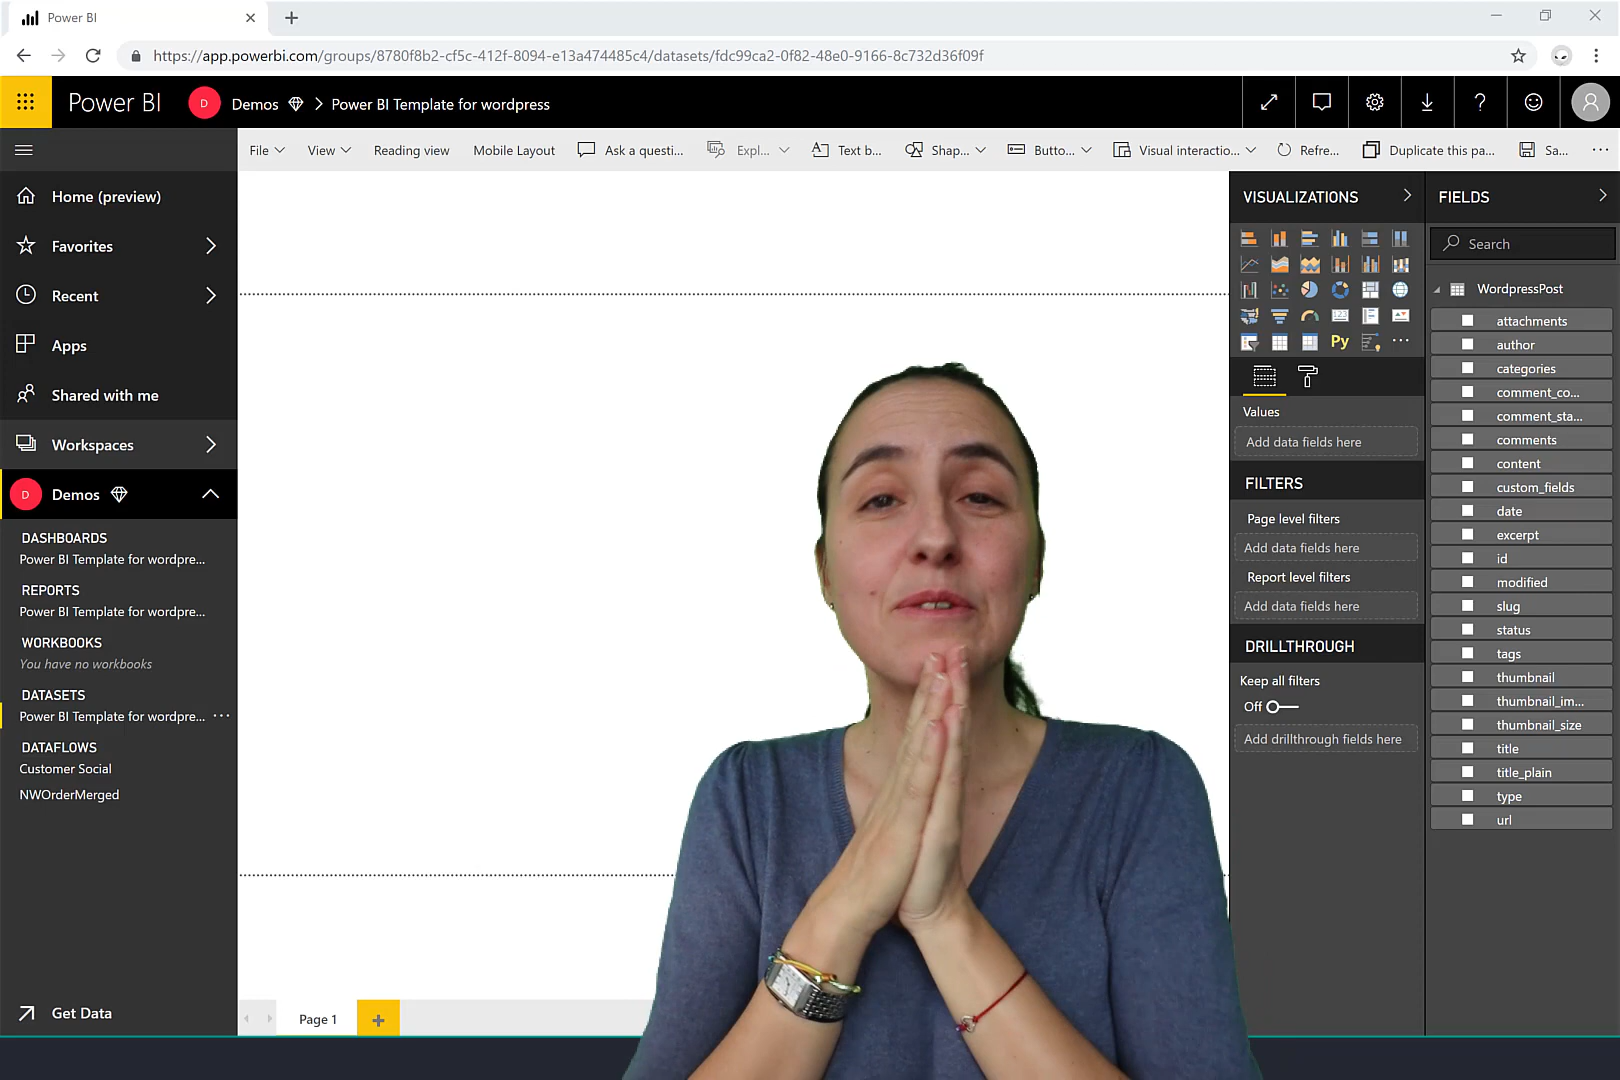 Power BI
https://app.powerbi.com/groups/8780f8b2-cf5c-412f-8094-e13a474485c4/datasets/fdc99ca2-0f82-48e0-9166-8c732d36f09f
Power BI D Demos > Power BI Template for wordpress ?
File View Reading view Mobile Layout Ask a questi... Expl... Text b... Shap... Butto... Visual interactio... Refre... Duplicate this pa... Sa... ...
Home (preview)
Favorites
Recent
Apps
Shared with me
Workspaces
D Demos
DASHBOARDS
Power BI Template for wordpre...
REPORTS
Power BI Template for wordpre...
WORKBOOKS
You have no workbooks
DATASETS
Power BI Template for wordpre... ...
DATAFLOWS
Customer Social
NWOrderMerged
Get Data
Page 1
VISUALIZATIONS
123
Py
...
Values
Add data fields here
FILTERS
Page level filters
Add data fields here
Report level filters
Add data fields here
DRILLTHROUGH
Keep all filters
Off
Add drillthrough fields here
FIELDS
Search
WordpressPost
attachments
author
categories
comment_co...
comment_sta...
comments
content
custom_fields
date
excerpt
id
modified
slug
status
tags
thumbnail
thumbnail_im...
thumbnail_size
title
title_plain
type
url